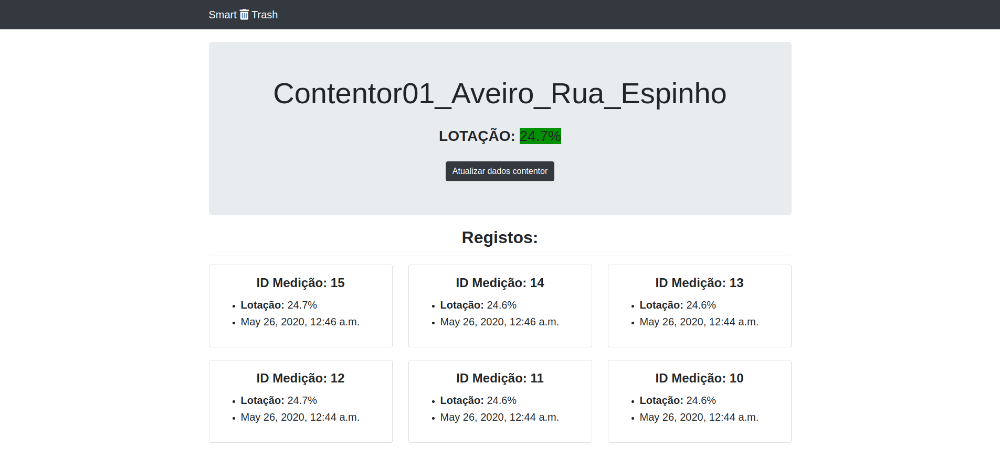 Smart Trash
Contentor01_Aveiro_Rua_Espinho
LOTAÇÃO: 24.7%
Atualizar dados contentor
Registos:
ID Medição: 15
Lotação: 24.7%
May 26, 2020, 12:46 a.m.
ID Medição: 14
Lotação: 24.6%
May 26, 2020, 12:46 a.m.
ID Medição: 13
Lotação: 24.6%
May 26, 2020, 12:44 a.m.
ID Medição: 12
Lotação: 24.7%
May 26, 2020, 12:44 a.m.
ID Medição: 11
Lotação: 24.6%
May 26, 2020, 12:44 a.m.
ID Medição: 10
Lotação: 24.6%
May 26, 2020, 12:44 a.m.